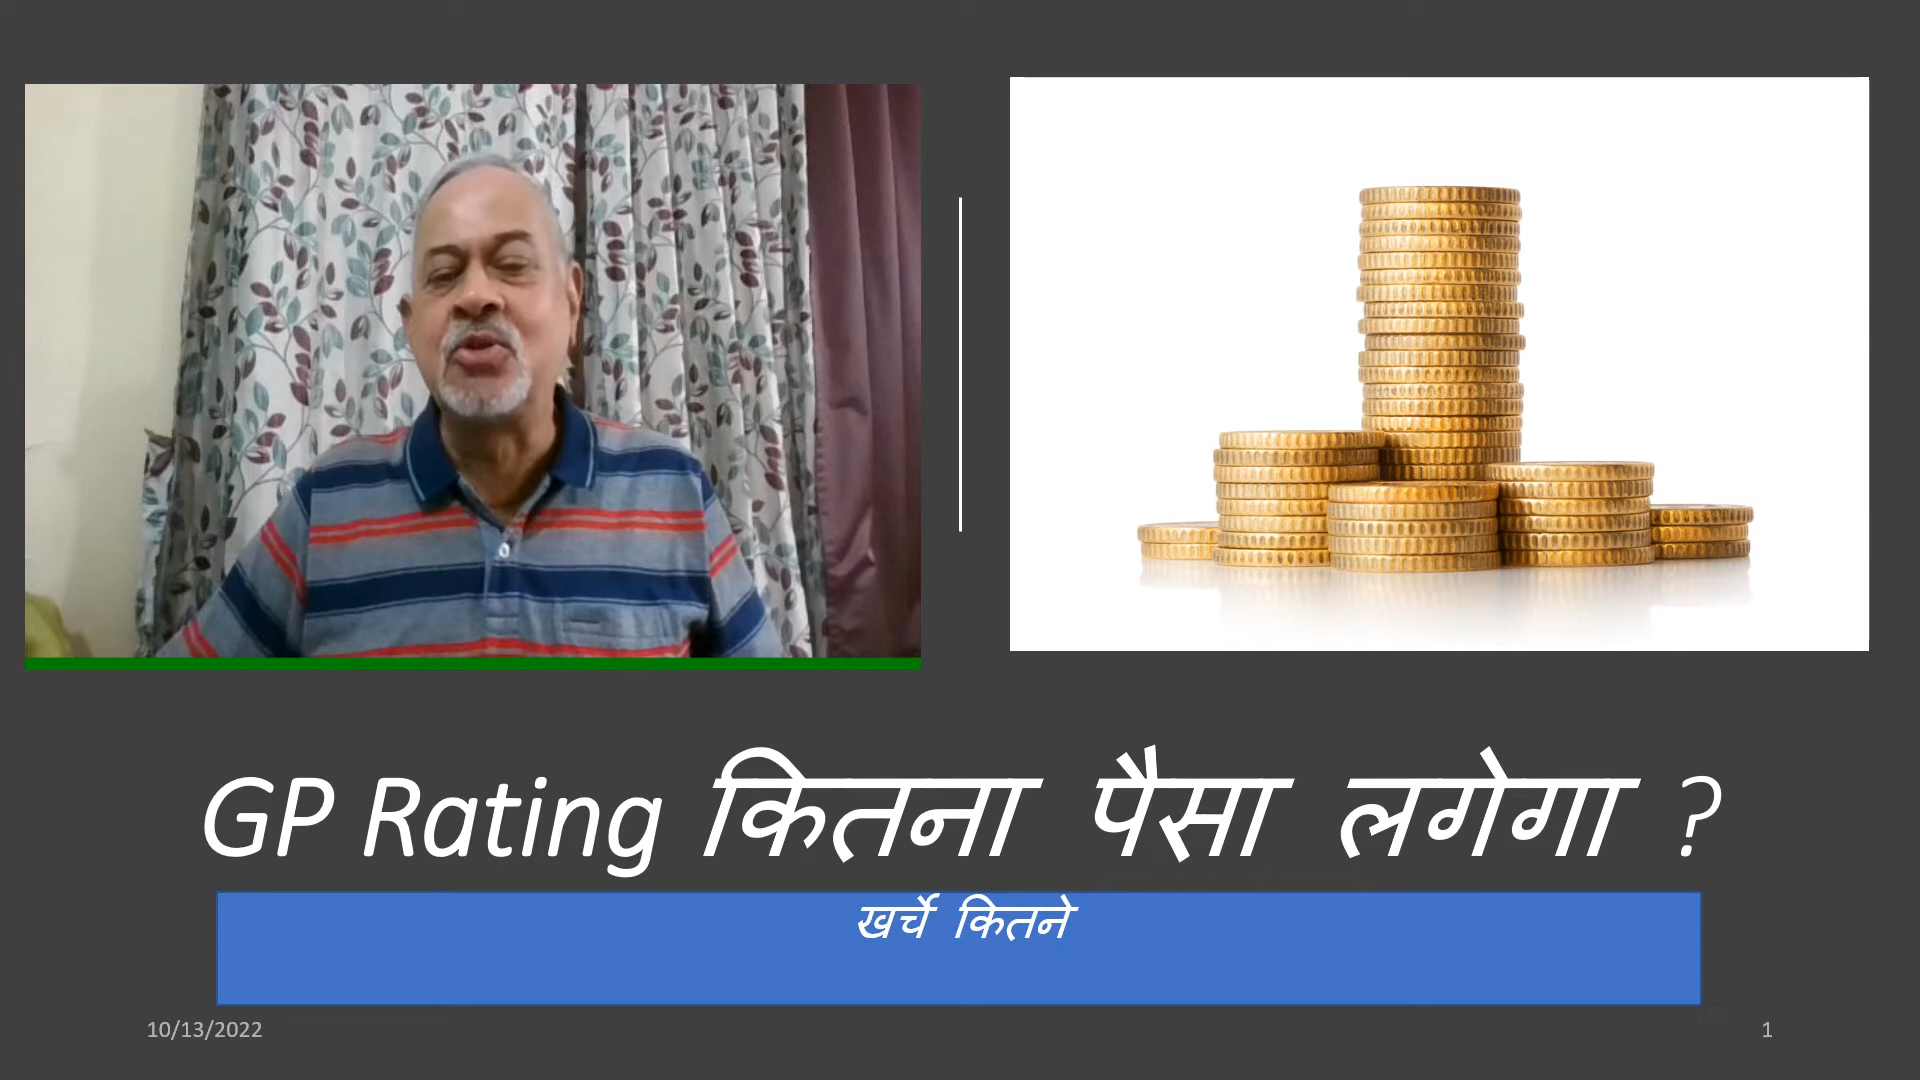 GP Rating कितना पैसा लगेगा ?
खर्चे कितने
10/13/2022
1